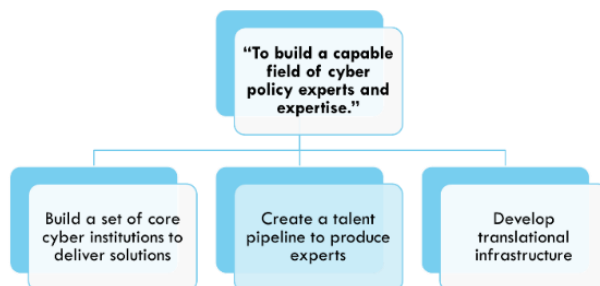 “To build a capable
field of cyber
policy experts and
expertise.”
Build a set of core
cyber institutions to
deliver solutions
Create a talent
pipeline to produce
experts
Develop
translational
infrastructure